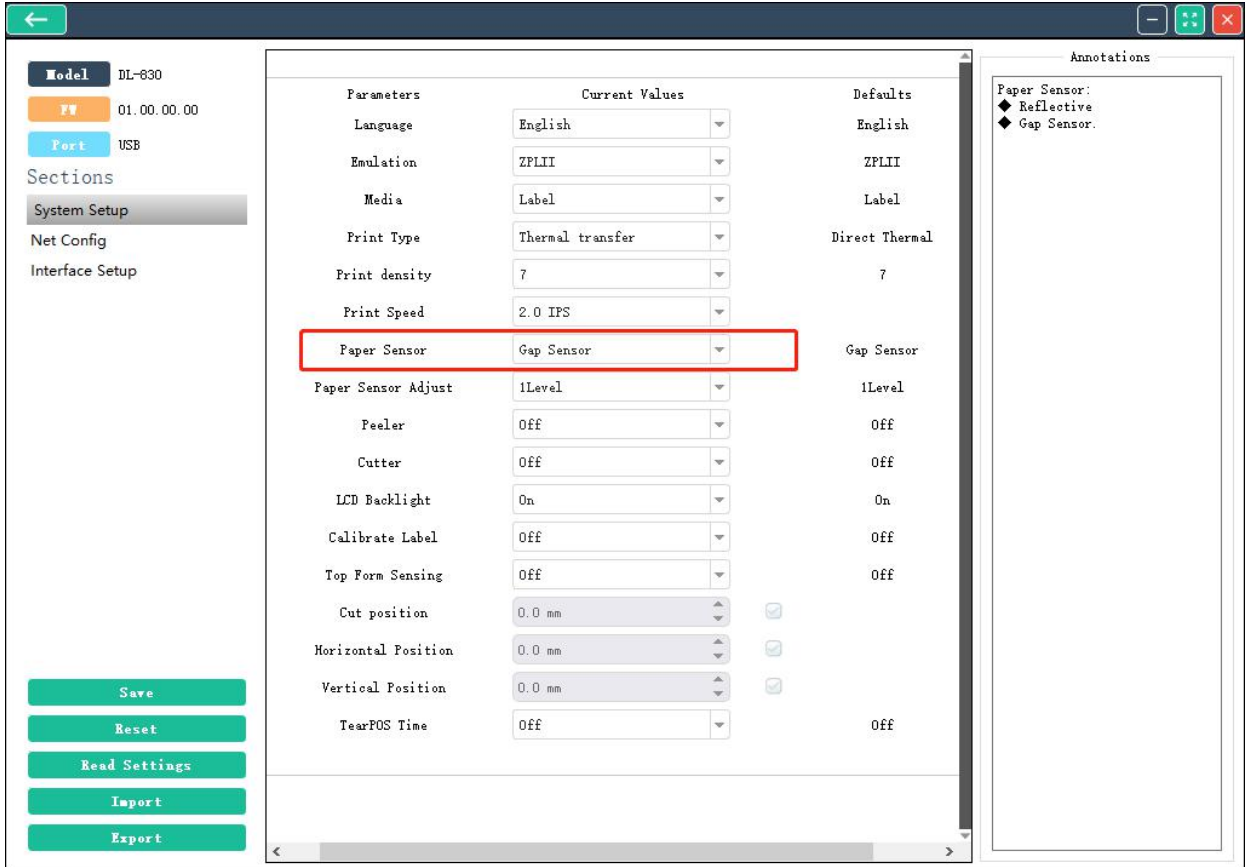 Model DL-830
FW 01.00.00.00
Port USB
Sections
System Setup
Net Config
Interface Setup
Save
Reset
Read Settings
Import
Export
Parameters Current Values Defaults
Language English English
Emulation ZPLII ZPLII
Media Label Label
Print Type Thermal transfer Direct Thermal
Print density 7 7
Print Speed 2.0 IPS
Paper Sensor Gap Sensor Gap Sensor
Paper Sensor Adjust 1Level 1Level
Peeler Off Off
Cutter Off Off
LCD Backlight On On
Calibrate Label Off Off
Top Form Sensing Off Off
Cut position 0.0 mm
Horizontal Position 0.0 mm
Vertical Position 0.0 mm
TearPOS Time Off Off
Annotations
Paper Sensor:
◆ Reflective
◆ Gap Sensor.